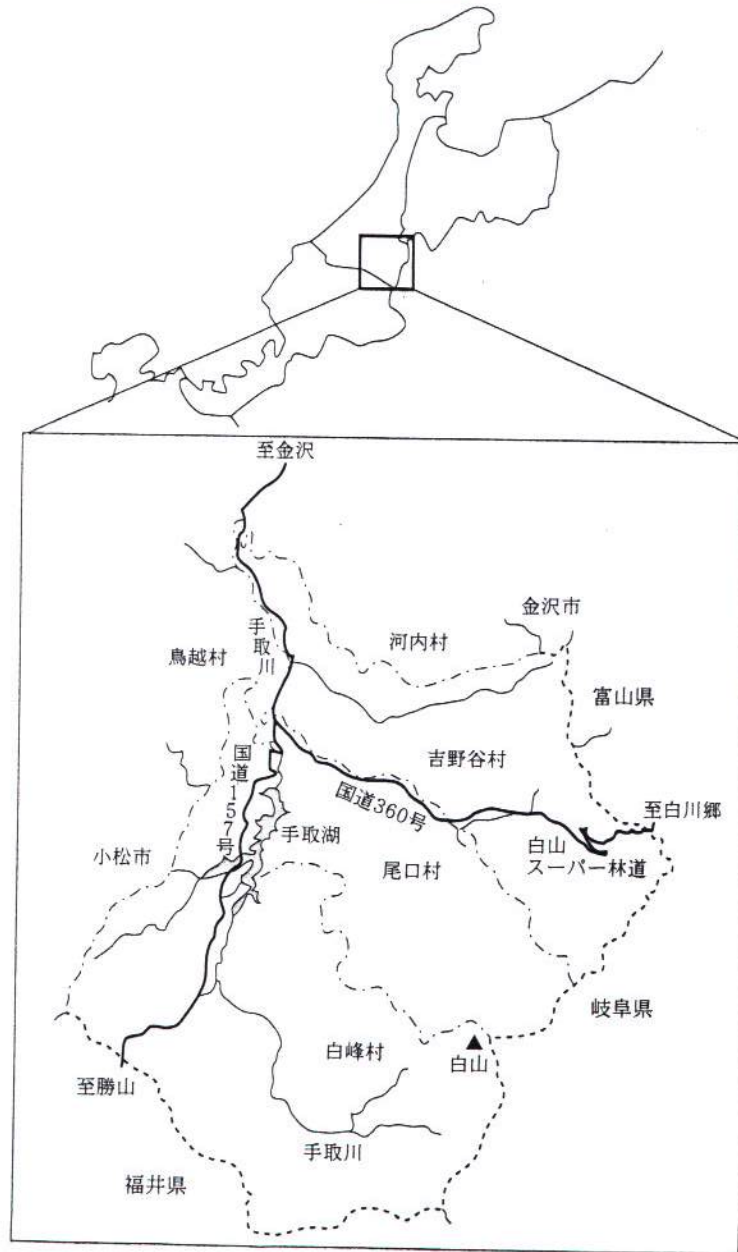 至金沢
金沢市
手取川
河内村
鳥越村
富山県
吉野谷村
国道157号
国道360号
至白川郷
手取湖
白山
スーパー林道
小松市
尾口村
岐阜県
白峰村
白山
至勝山
手取川
福井県